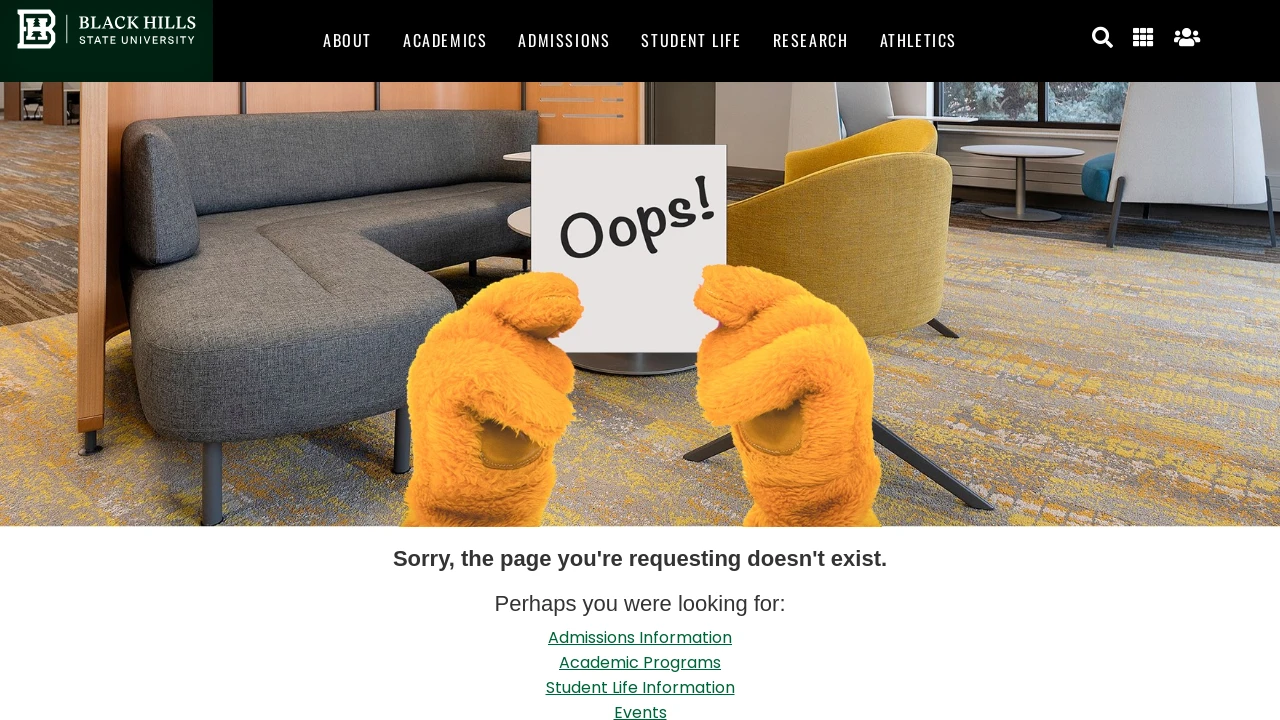 BLACK HILLS
STATE UNIVERSITY
ABOUT ACADEMICS ADMISSIONS STUDENT LIFE RESEARCH ATHLETICS
Oops!
Sorry, the page you're requesting doesn't exist.
Perhaps you were looking for:
Admissions Information
Academic Programs
Student Life Information
Events